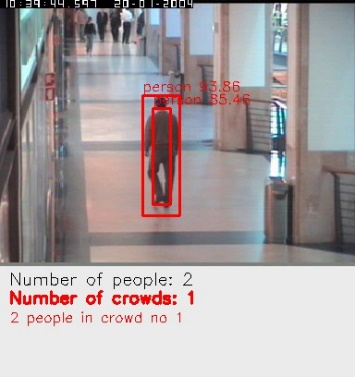 10:39:44.597 20-01-2004
person 93.86
person 85.46
Number of people: 2
Number of crowds: 1
2 people in crowd no 1